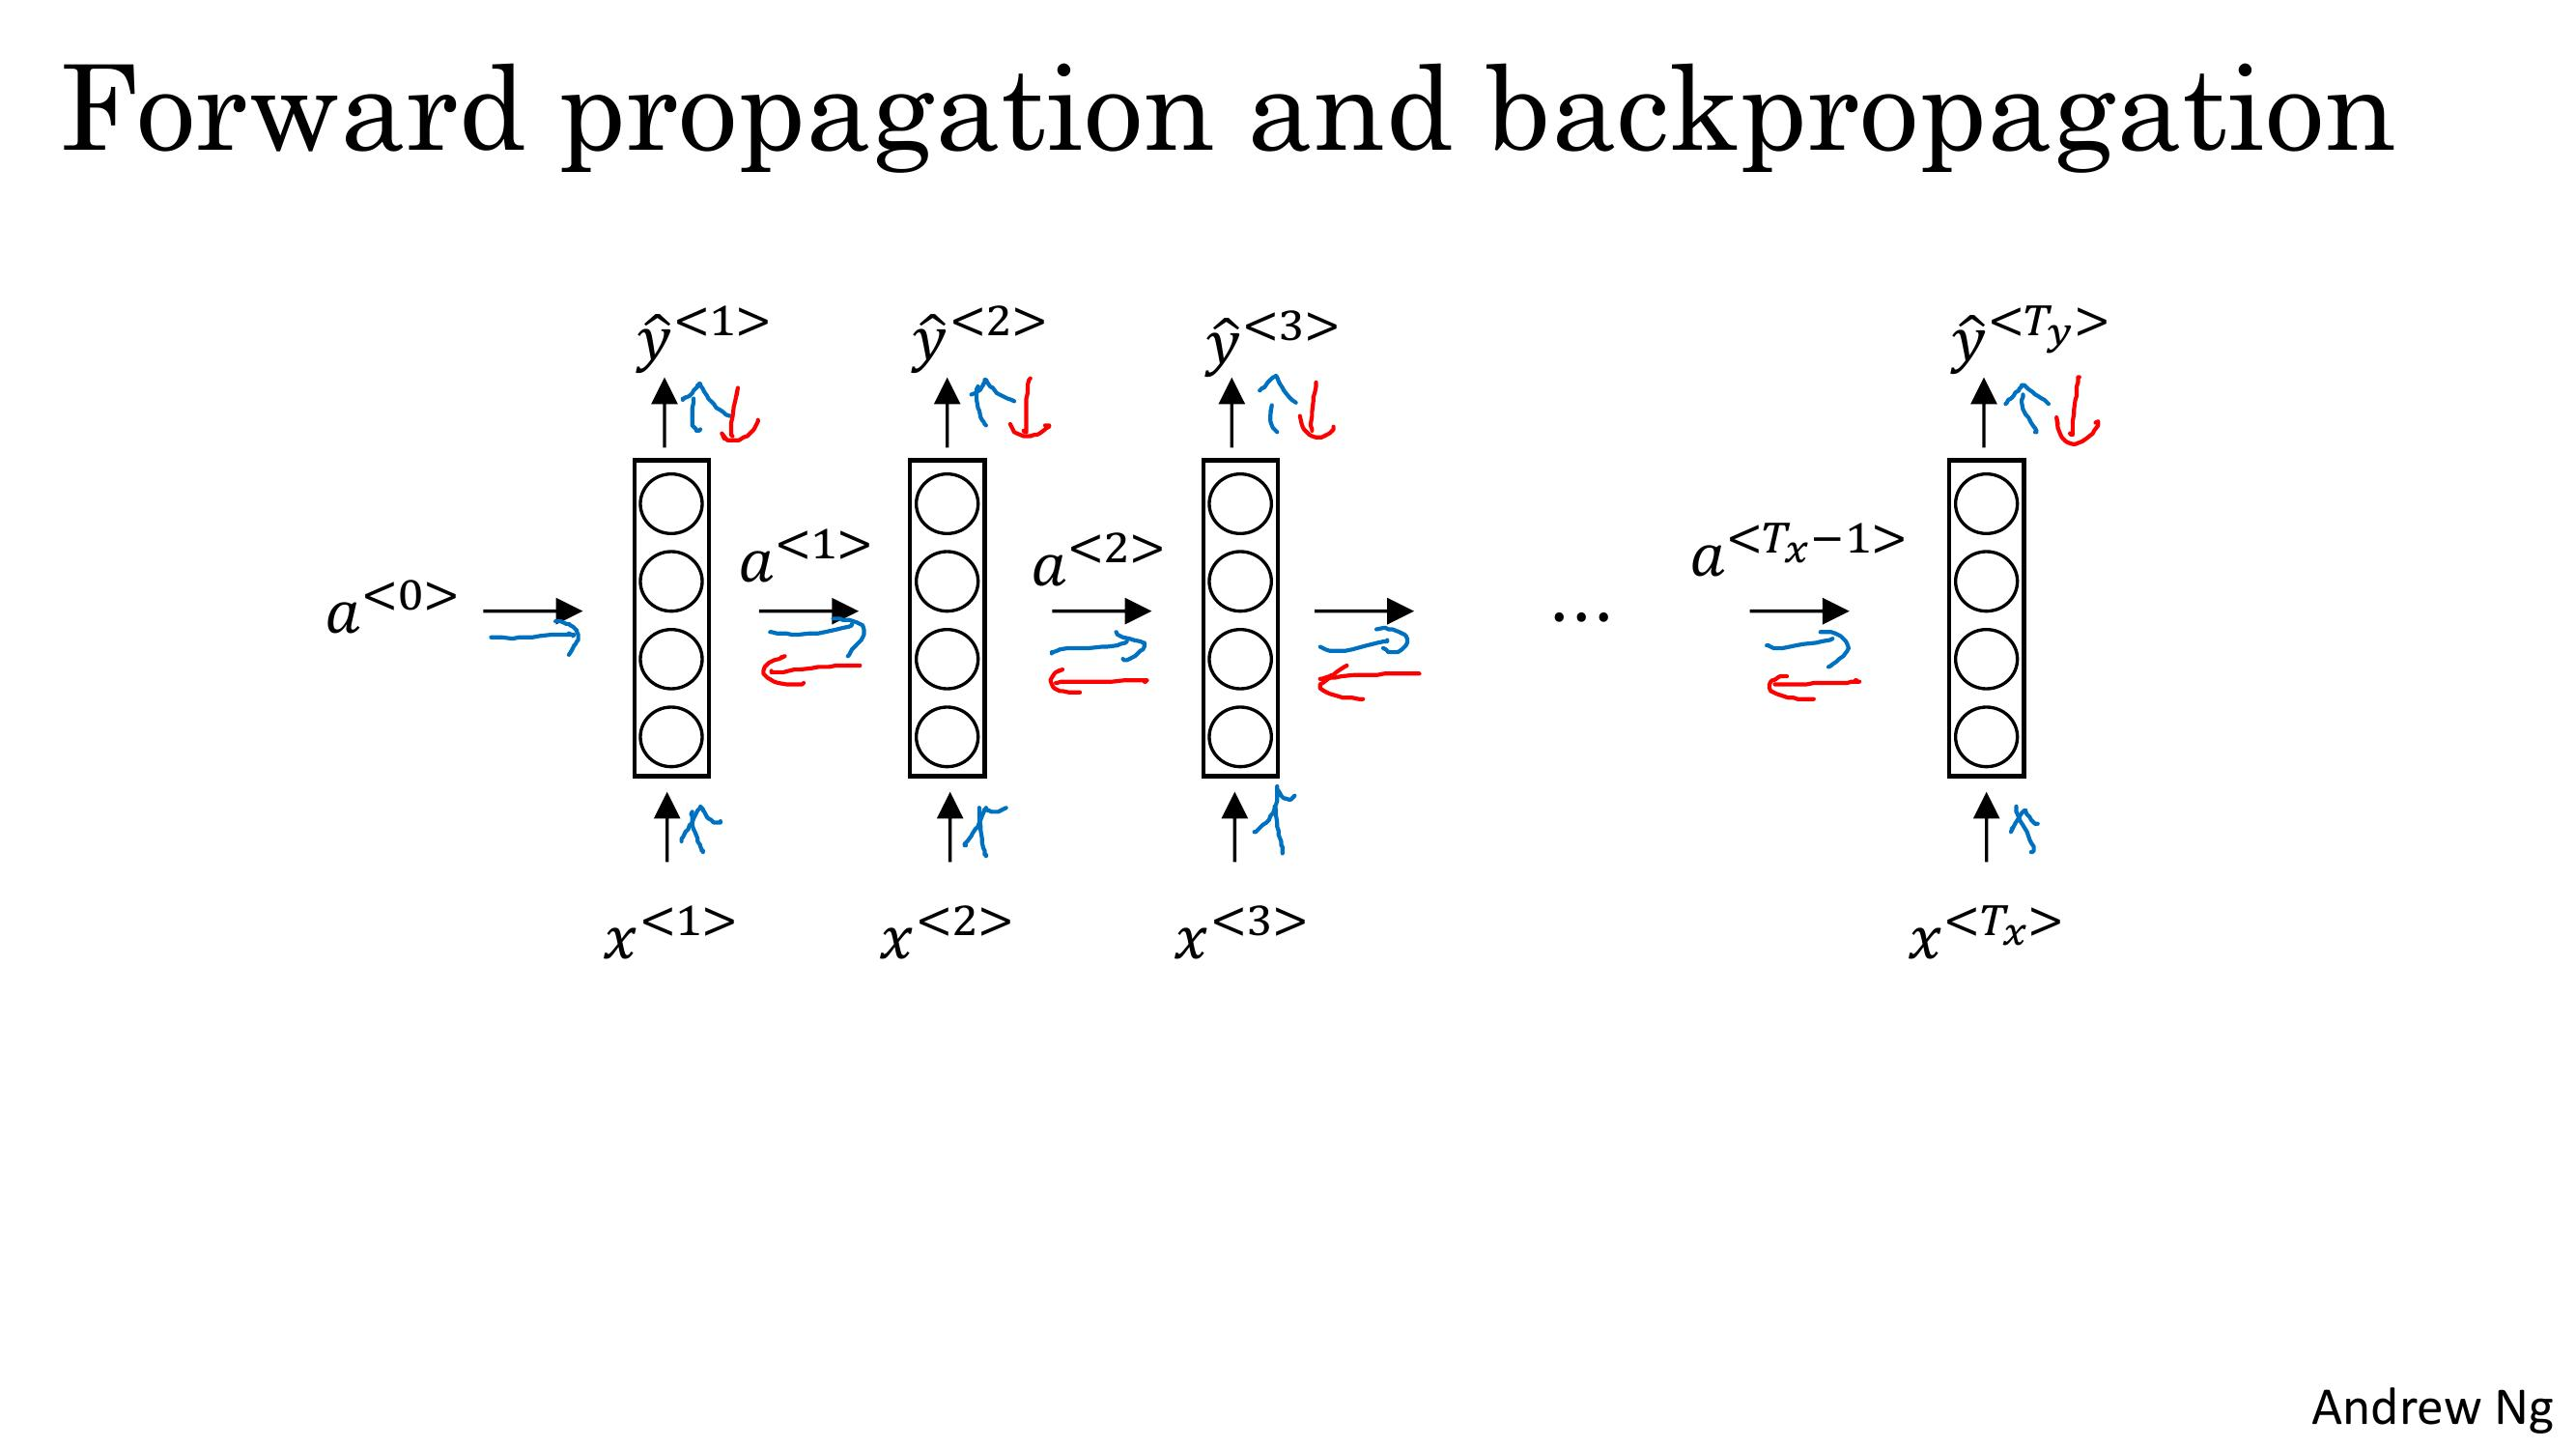 Forward propagation and backpropagation
ŷ<1> ŷ<2> ŷ<3> ŷ<Ty>
a<0> a<1> a<2> ... a<Tx−1>
x<1> x<2> x<3> x<Tx>
Andrew Ng